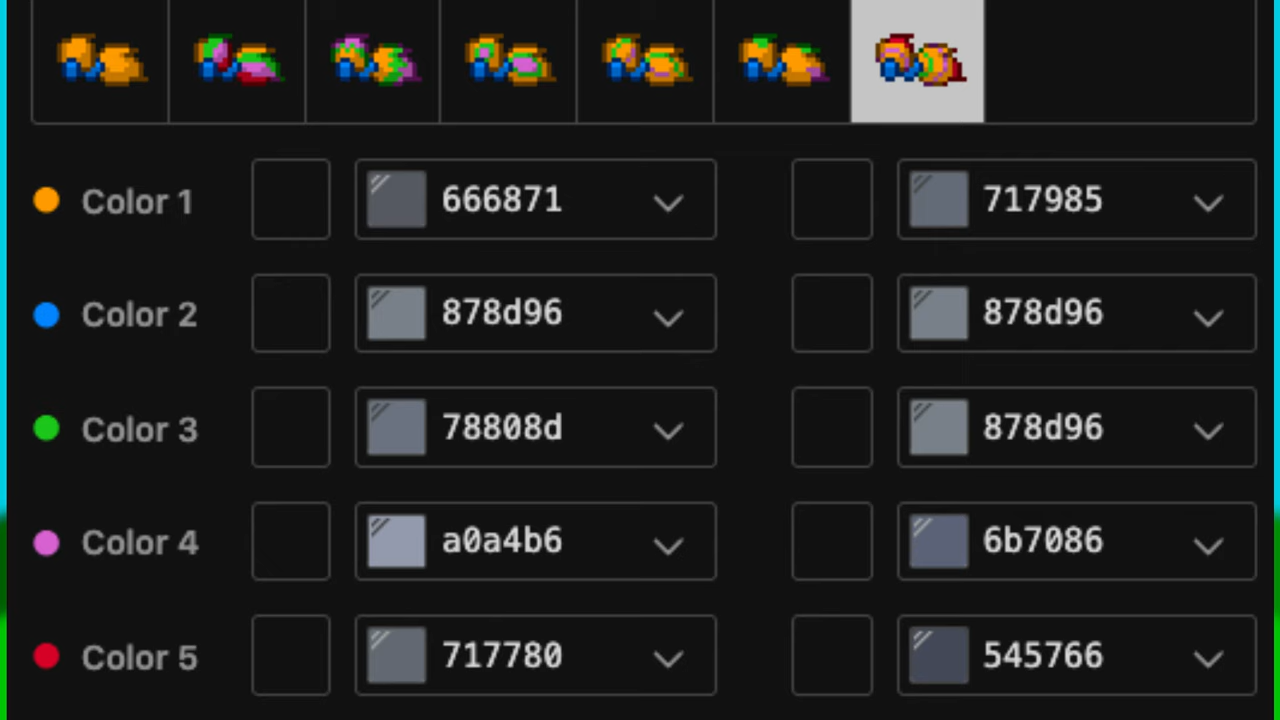 Color 1 666871 717985
Color 2 878d96 878d96
Color 3 78808d 878d96
Color 4 a0a4b6 6b7086
Color 5 717780 545766